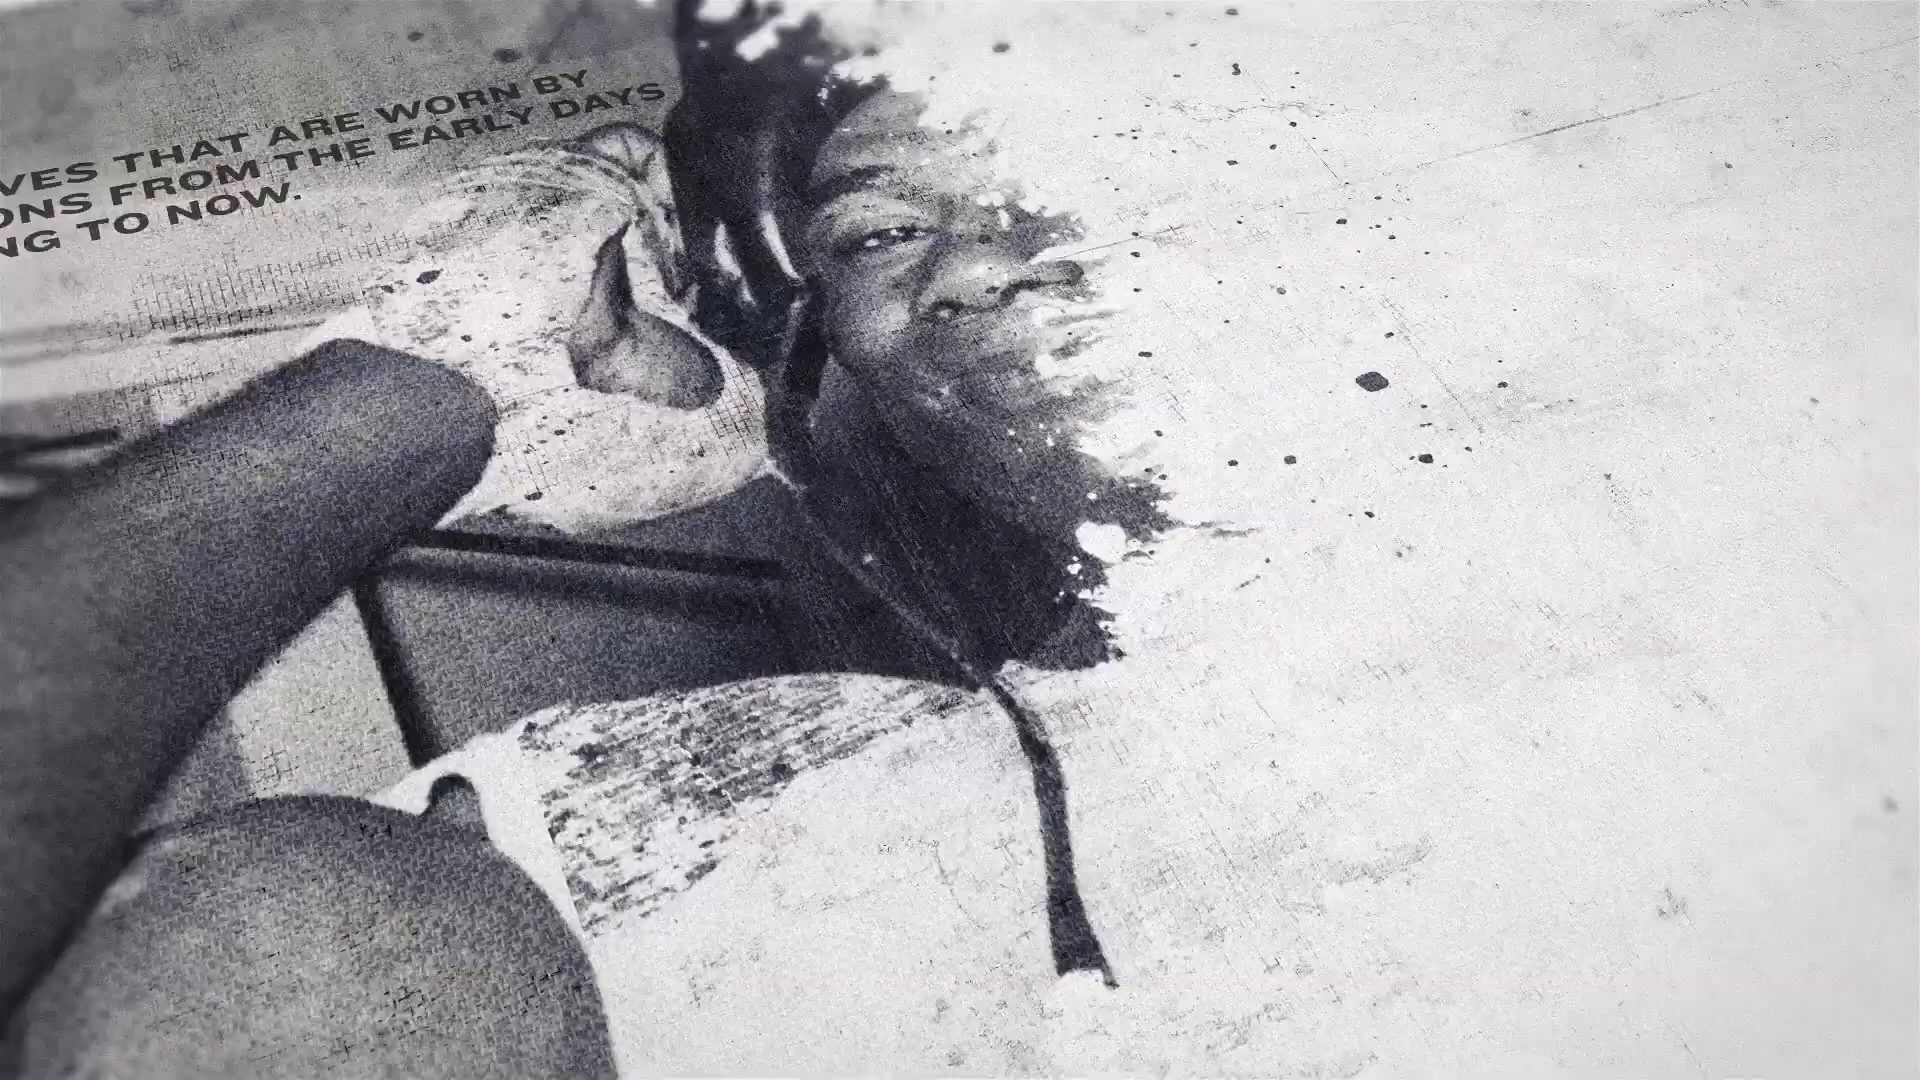 VES THAT ARE WORN BY
ONS FROM THE EARLY DAYS
NG TO NOW.